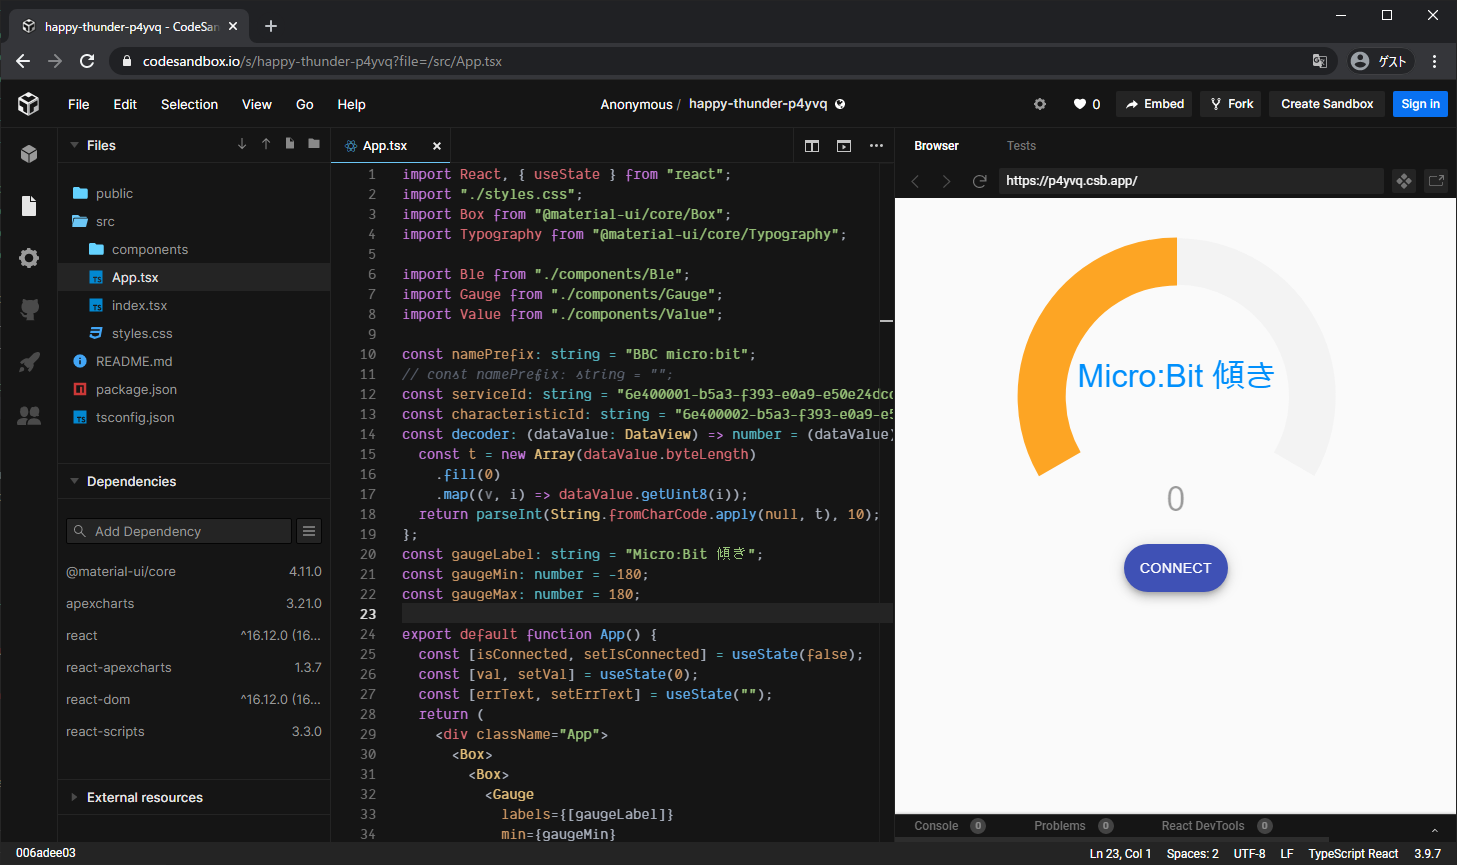 happy-thunder-p4yvq - CodeSan
codesandbox.io/s/happy-thunder-p4yvq?file=/src/App.tsx
ゲスト
File Edit Selection View Go Help
Anonymous / happy-thunder-p4yvq
0 Embed Fork Create Sandbox Sign in
Files
public
src
components
TS App.tsx
TS index.tsx
styles.css
README.md
package.json
TS tsconfig.json
Dependencies
Add Dependency
@material-ui/core 4.11.0
apexcharts 3.21.0
react ^16.12.0 (16...
react-apexcharts 1.3.7
react-dom ^16.12.0 (16...
react-scripts 3.3.0
External resources
App.tsx
1 import React, { useState } from "react";
2 import "./styles.css";
3 import Box from "@material-ui/core/Box";
4 import Typography from "@material-ui/core/Typography";
5
6 import Ble from "./components/Ble";
7 import Gauge from "./components/Gauge";
8 import Value from "./components/Value";
9
10 const namePrefix: string = "BBC micro:bit";
11 // const namePrefix: string = "";
12 const serviceId: string = "6e400001-b5a3-f393-e0a9-e50e24dcc
13 const characteristicId: string = "6e400002-b5a3-f393-e0a9-e5
14 const decoder: (dataValue: DataView) => number = (dataValue)
15 const t = new Array(dataValue.byteLength)
16 .fill(0)
17 .map((v, i) => dataValue.getUint8(i));
18 return parseInt(String.fromCharCode.apply(null, t), 10);
19 };
20 const gaugeLabel: string = "Micro:Bit 傾き";
21 const gaugeMin: number = -180;
22 const gaugeMax: number = 180;
23
24 export default function App() {
25 const [isConnected, setIsConnected] = useState(false);
26 const [val, setVal] = useState(0);
27 const [errText, setErrText] = useState("");
28 return (
29 <div className="App">
30 <Box>
31 <Box>
32 <Gauge
33 labels={[gaugeLabel]}
34 min={gaugeMin}
Browser Tests
https://p4yvq.csb.app/
Micro:Bit 傾き
0
CONNECT
Console 0 Problems 0 React DevTools 0
006adee03
Ln 23, Col 1 Spaces: 2 UTF-8 LF TypeScript React 3.9.7